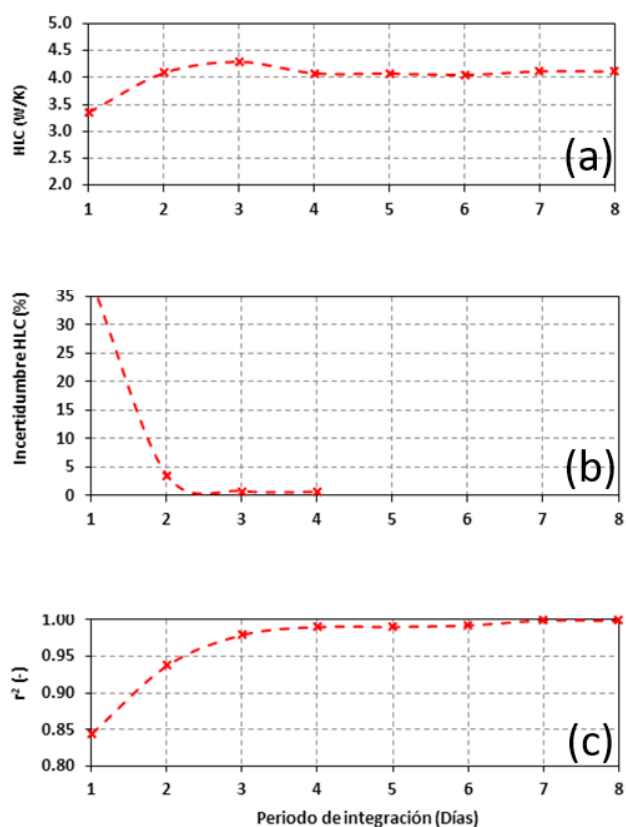 5.0
4.5
4.0
3.5
3.0
2.5
2.0
HLC (W/K)
(a)
1 2 3 4 5 6 7 8
35
30
25
20
15
10
5
0
Incertidumbre HLC (%)
(b)
1 2 3 4 5 6 7 8
1.00
0.95
0.90
0.85
0.80
r² (-)
(c)
1 2 3 4 5 6 7 8
Periodo de integración (Días)